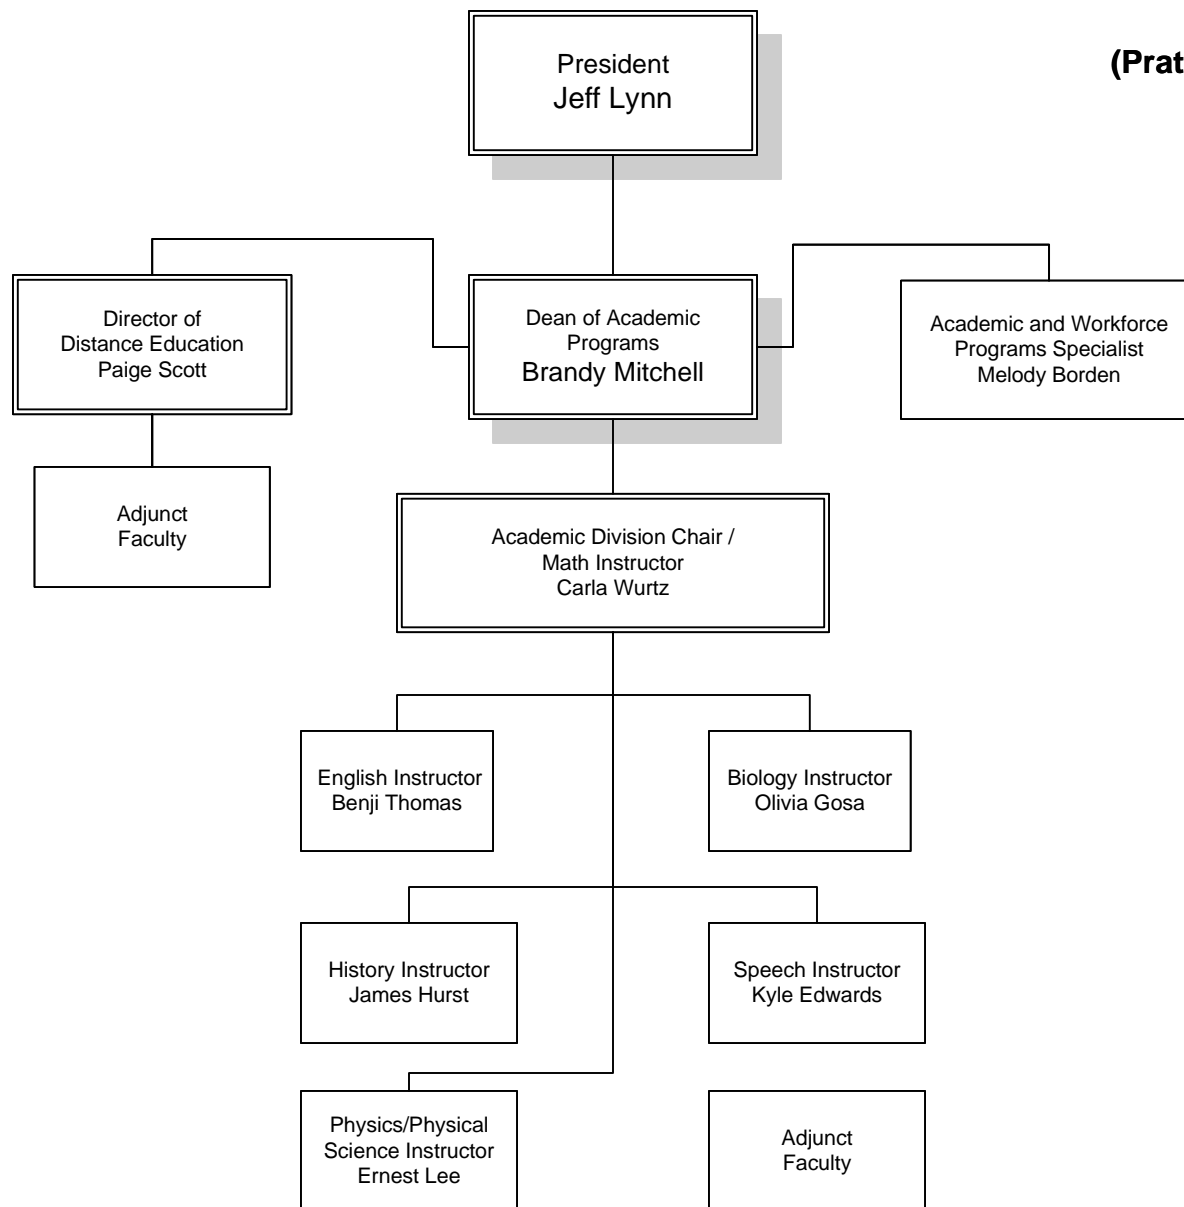 (Prat
President
Jeff Lynn
Director of
Distance Education
Paige Scott
Dean of Academic
Programs
Brandy Mitchell
Academic and Workforce
Programs Specialist
Melody Borden
Adjunct
Faculty
Academic Division Chair /
Math Instructor
Carla Wurtz
English Instructor
Benji Thomas
Biology Instructor
Olivia Gosa
History Instructor
James Hurst
Speech Instructor
Kyle Edwards
Physics/Physical
Science Instructor
Ernest Lee
Adjunct
Faculty